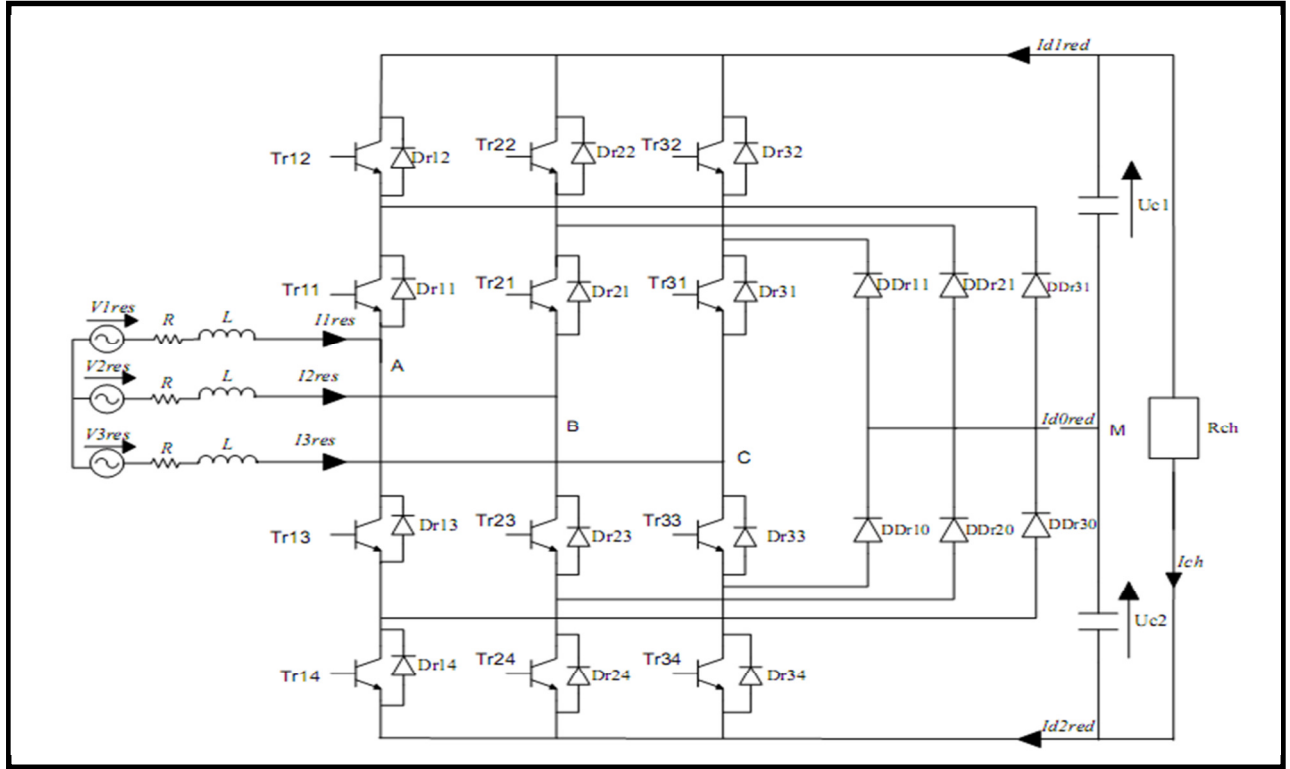 Id1red
Tr12 Dr12 Tr22 Dr22 Tr32 Dr32
Uc1
Tr11 Dr11 Tr21 Dr21 Tr31 Dr31 DDr11 DDr21 DDr31
V1res R L I1res
A
V2res R L I2res
B
Id0red M Rch
V3res R L I3res
C
Tr13 Dr13 Tr23 Dr23 Tr33 Dr33 DDr10 DDr20 DDr30
Ich
Uc2
Tr14 Dr14 Tr24 Dr24 Tr34 Dr34
Id2red